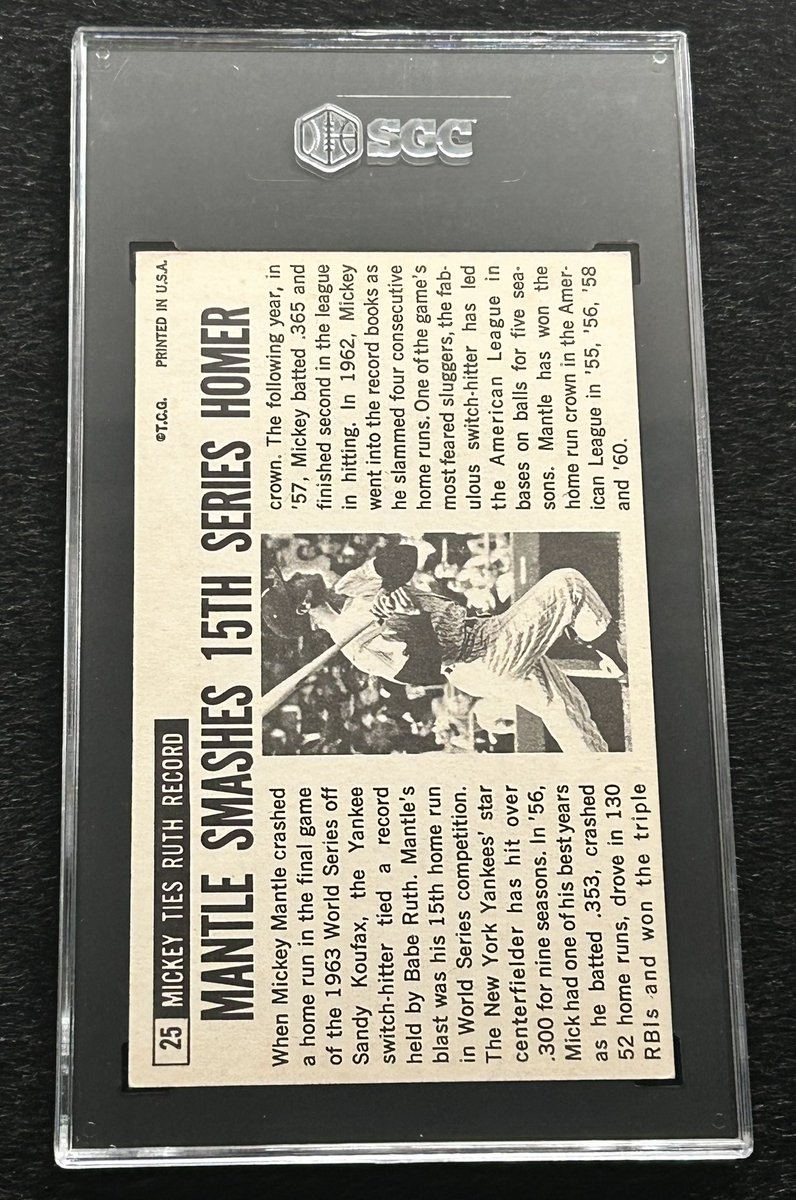 SGC
25 MICKEY TIES RUTH RECORD
©T.C.G. PRINTED IN U.S.A.
MANTLE SMASHES 15TH SERIES HOMER
When Mickey Mantle crashed
a home run in the final game
of the 1963 World Series off
Sandy Koufax, the Yankee
switch-hitter tied a record
held by Babe Ruth. Mantle's
blast was his 15th home run
in World Series competition.
The New York Yankees' star
centerfielder has hit over
.300 for nine seasons. In '56,
Mick had one of his best years
as he batted .353, crashed
52 home runs, drove in 130
RBIs and won the triple
crown. The following year, in
'57, Mickey batted .365 and
finished second in the league
in hitting. In 1962, Mickey
went into the record books as
he slammed four consecutive
home runs. One of the game's
most feared sluggers, the fab-
ulous switch-hitter has led
the American League in
bases on balls for five sea-
sons. Mantle has won the
home run crown in the Amer-
ican League in '55, '56, '58
and '60.